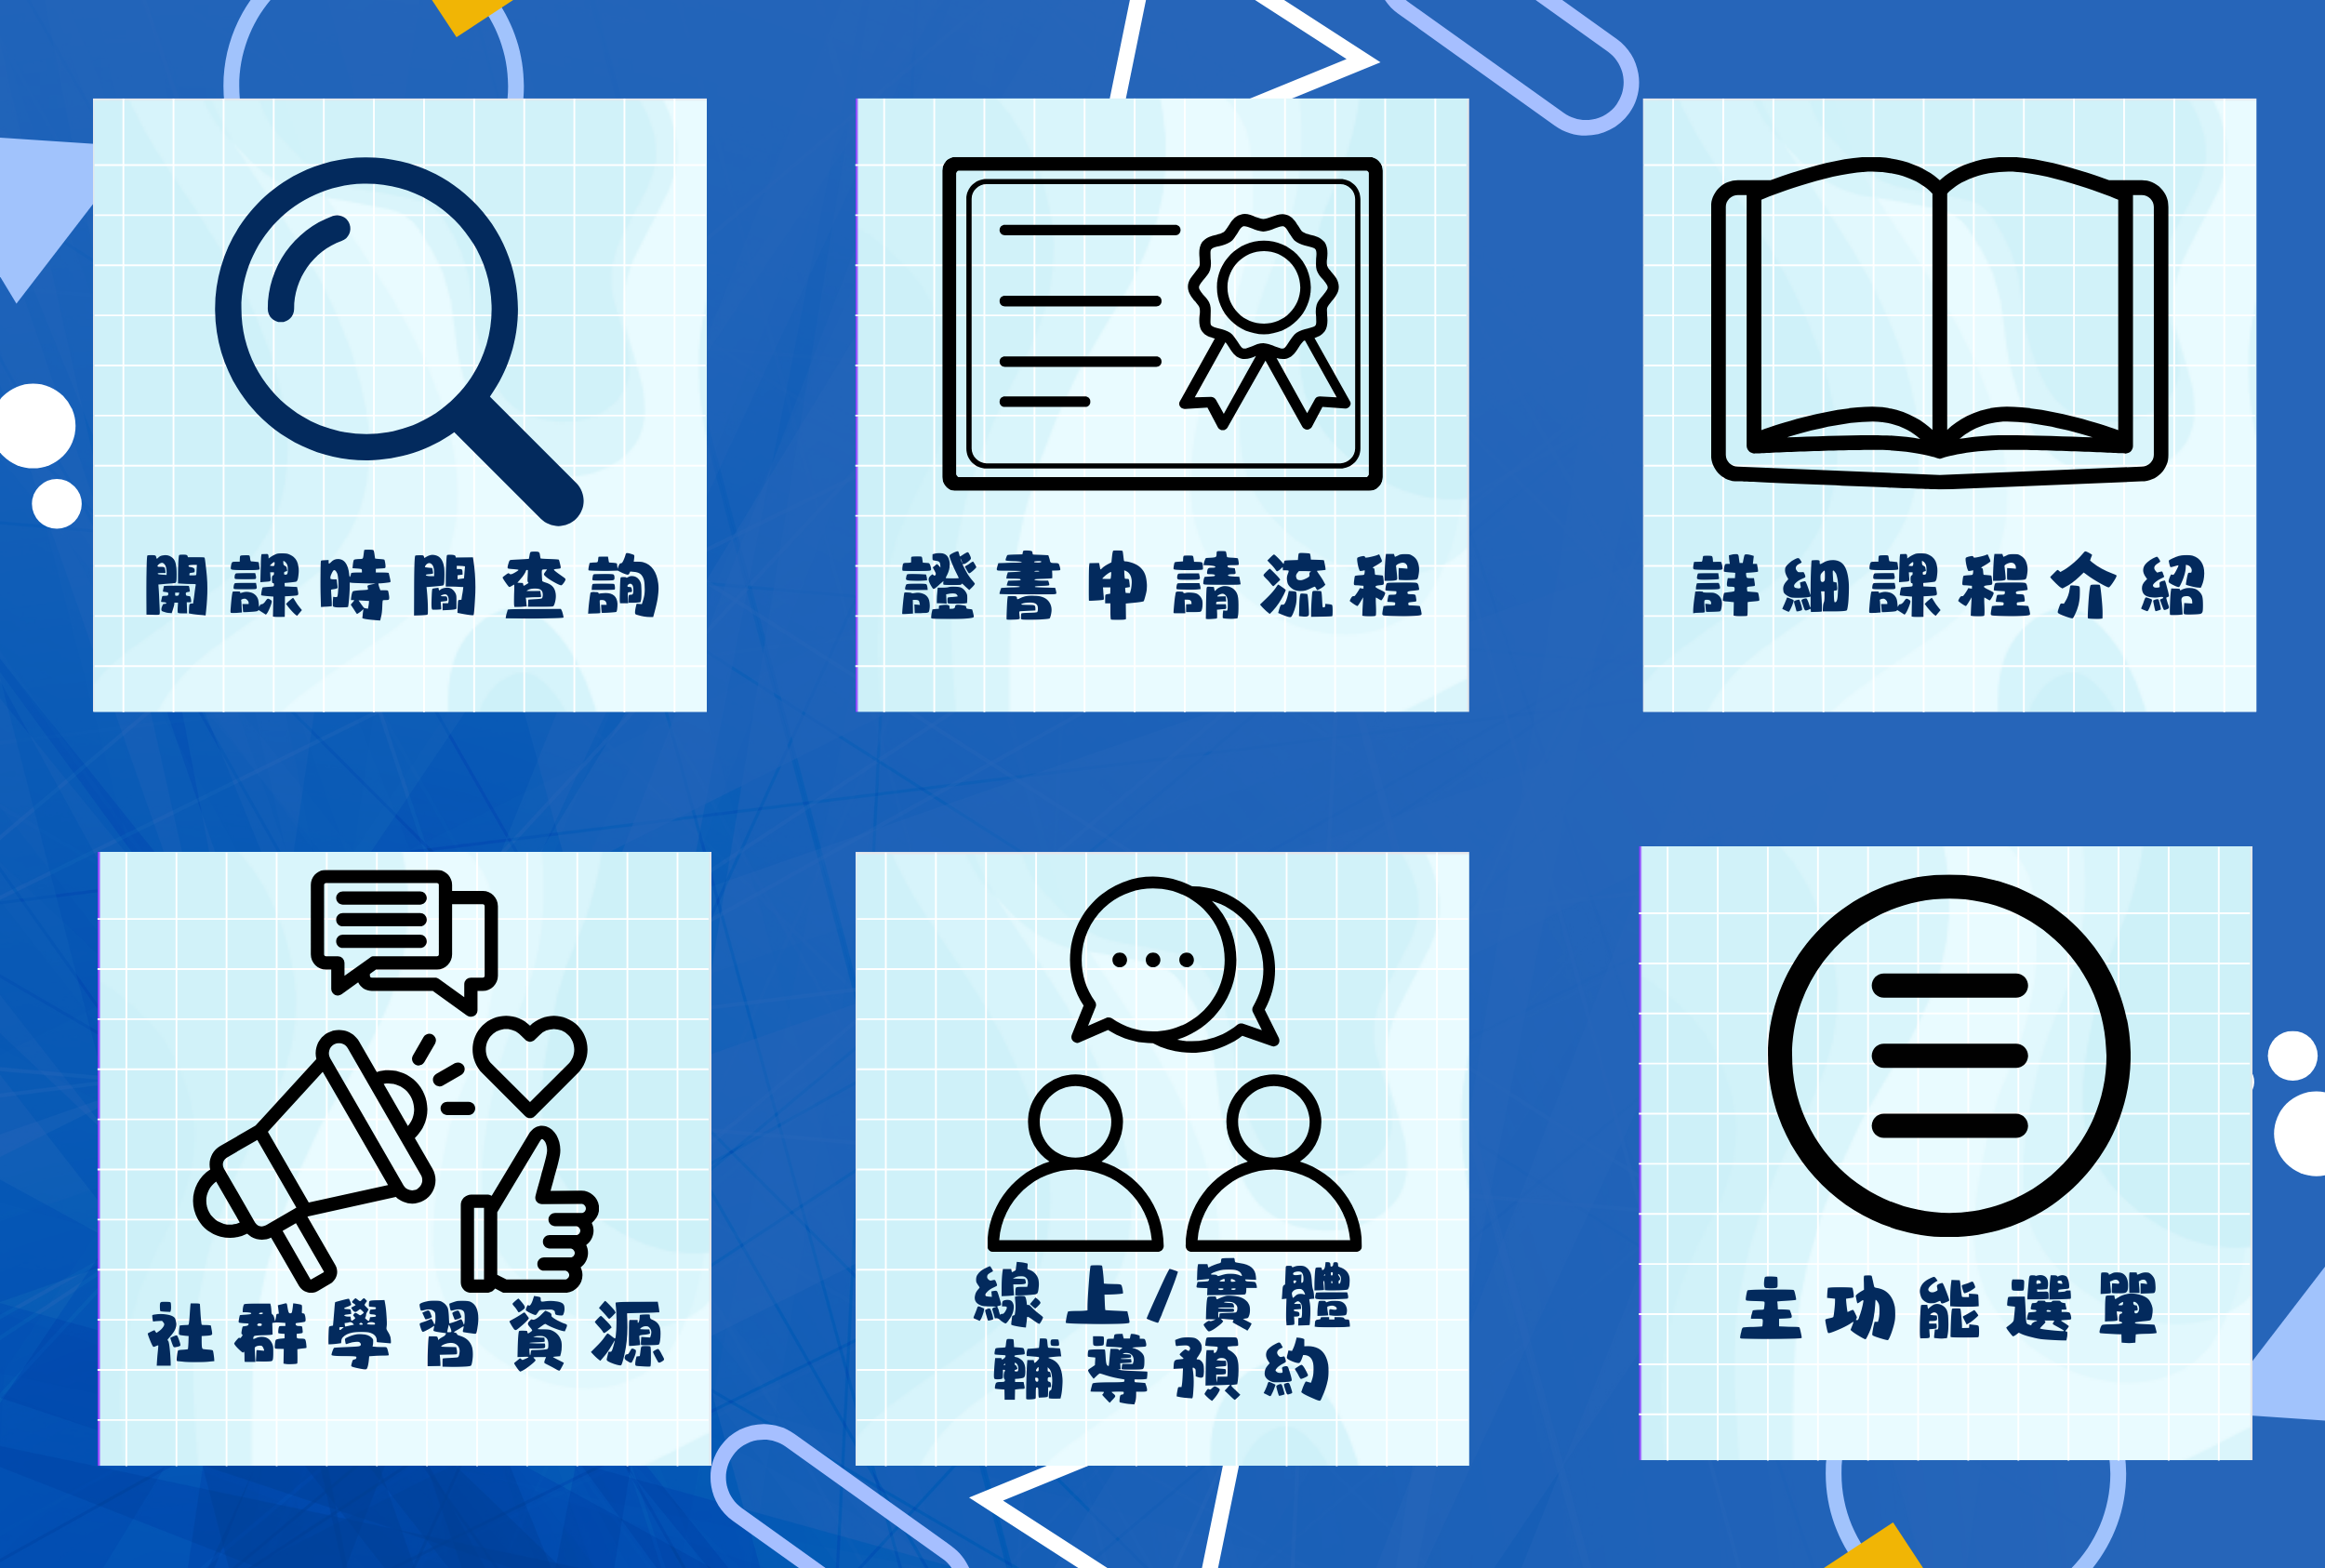 開課時間查詢
證書申請流程
詳細課程介紹
社群學習資源
線上/實體
輔導預約
主功能選單